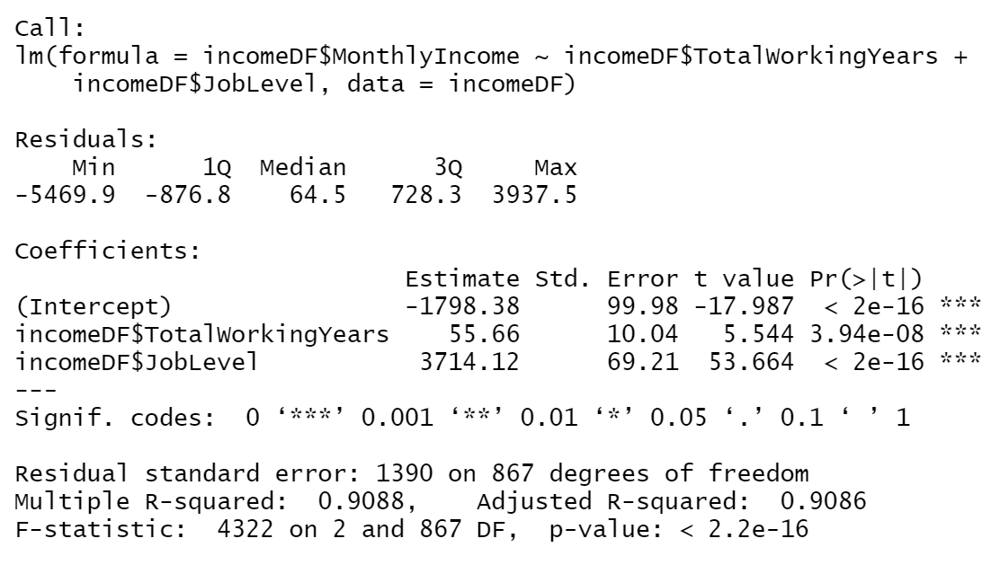 Call:
lm(formula = incomeDF$MonthlyIncome ~ incomeDF$TotalWorkingYears +
    incomeDF$JobLevel, data = incomeDF)

Residuals:
    Min      1Q  Median      3Q     Max
-5469.9  -876.8    64.5   728.3  3937.5

Coefficients:
                           Estimate Std. Error t value Pr(>|t|)
(Intercept)                -1798.38      99.98 -17.987  < 2e-16 ***
incomeDF$TotalWorkingYears    55.66      10.04   5.544 3.94e-08 ***
incomeDF$JobLevel           3714.12      69.21  53.664  < 2e-16 ***
---
Signif. codes:  0 ‘***’ 0.001 ‘**’ 0.01 ‘*’ 0.05 ‘.’ 0.1 ‘ ’ 1

Residual standard error: 1390 on 867 degrees of freedom
Multiple R-squared:  0.9088,    Adjusted R-squared:  0.9086
F-statistic:  4322 on 2 and 867 DF,  p-value: < 2.2e-16